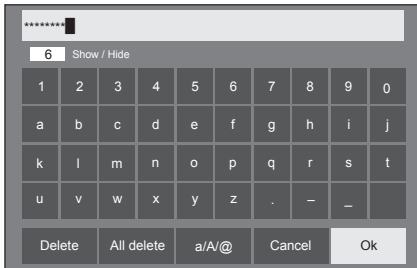 ********
6 Show / Hide
1 2 3 4 5 6 7 8 9 0
a b c d e f g h i j
k l m n o p q r s t
u v w x y z . – _
Delete All delete a/A/@ Cancel Ok